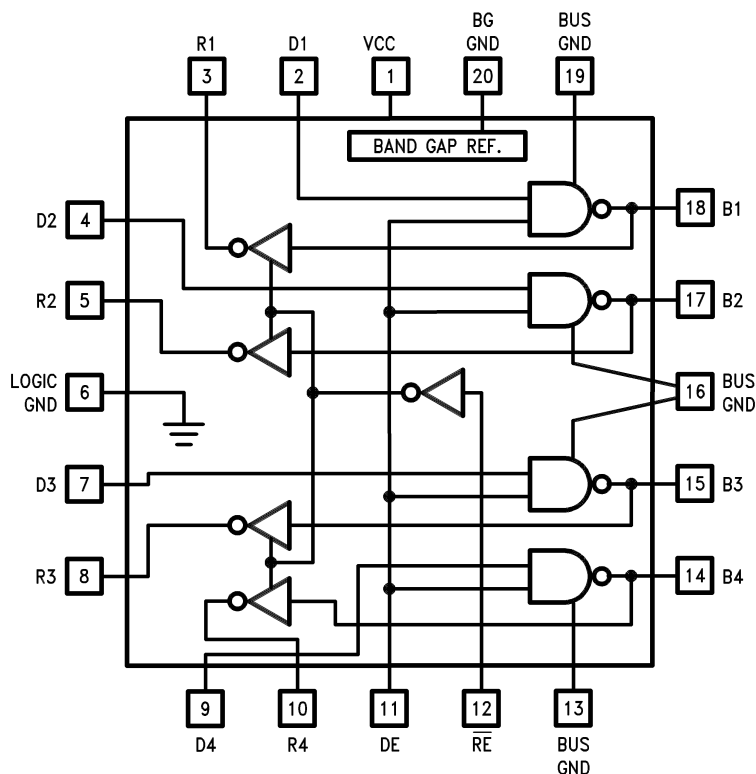 R1
D1
VCC
BG
GND
BUS
GND
3
2
1
20
19
BAND GAP REF.
D2
4
18
B1
R2
5
17
B2
LOGIC
GND
6
16
BUS
GND
D3
7
15
B3
R3
8
14
B4
9
10
11
12
13
D4
R4
DE
R̅E̅
BUS
GND